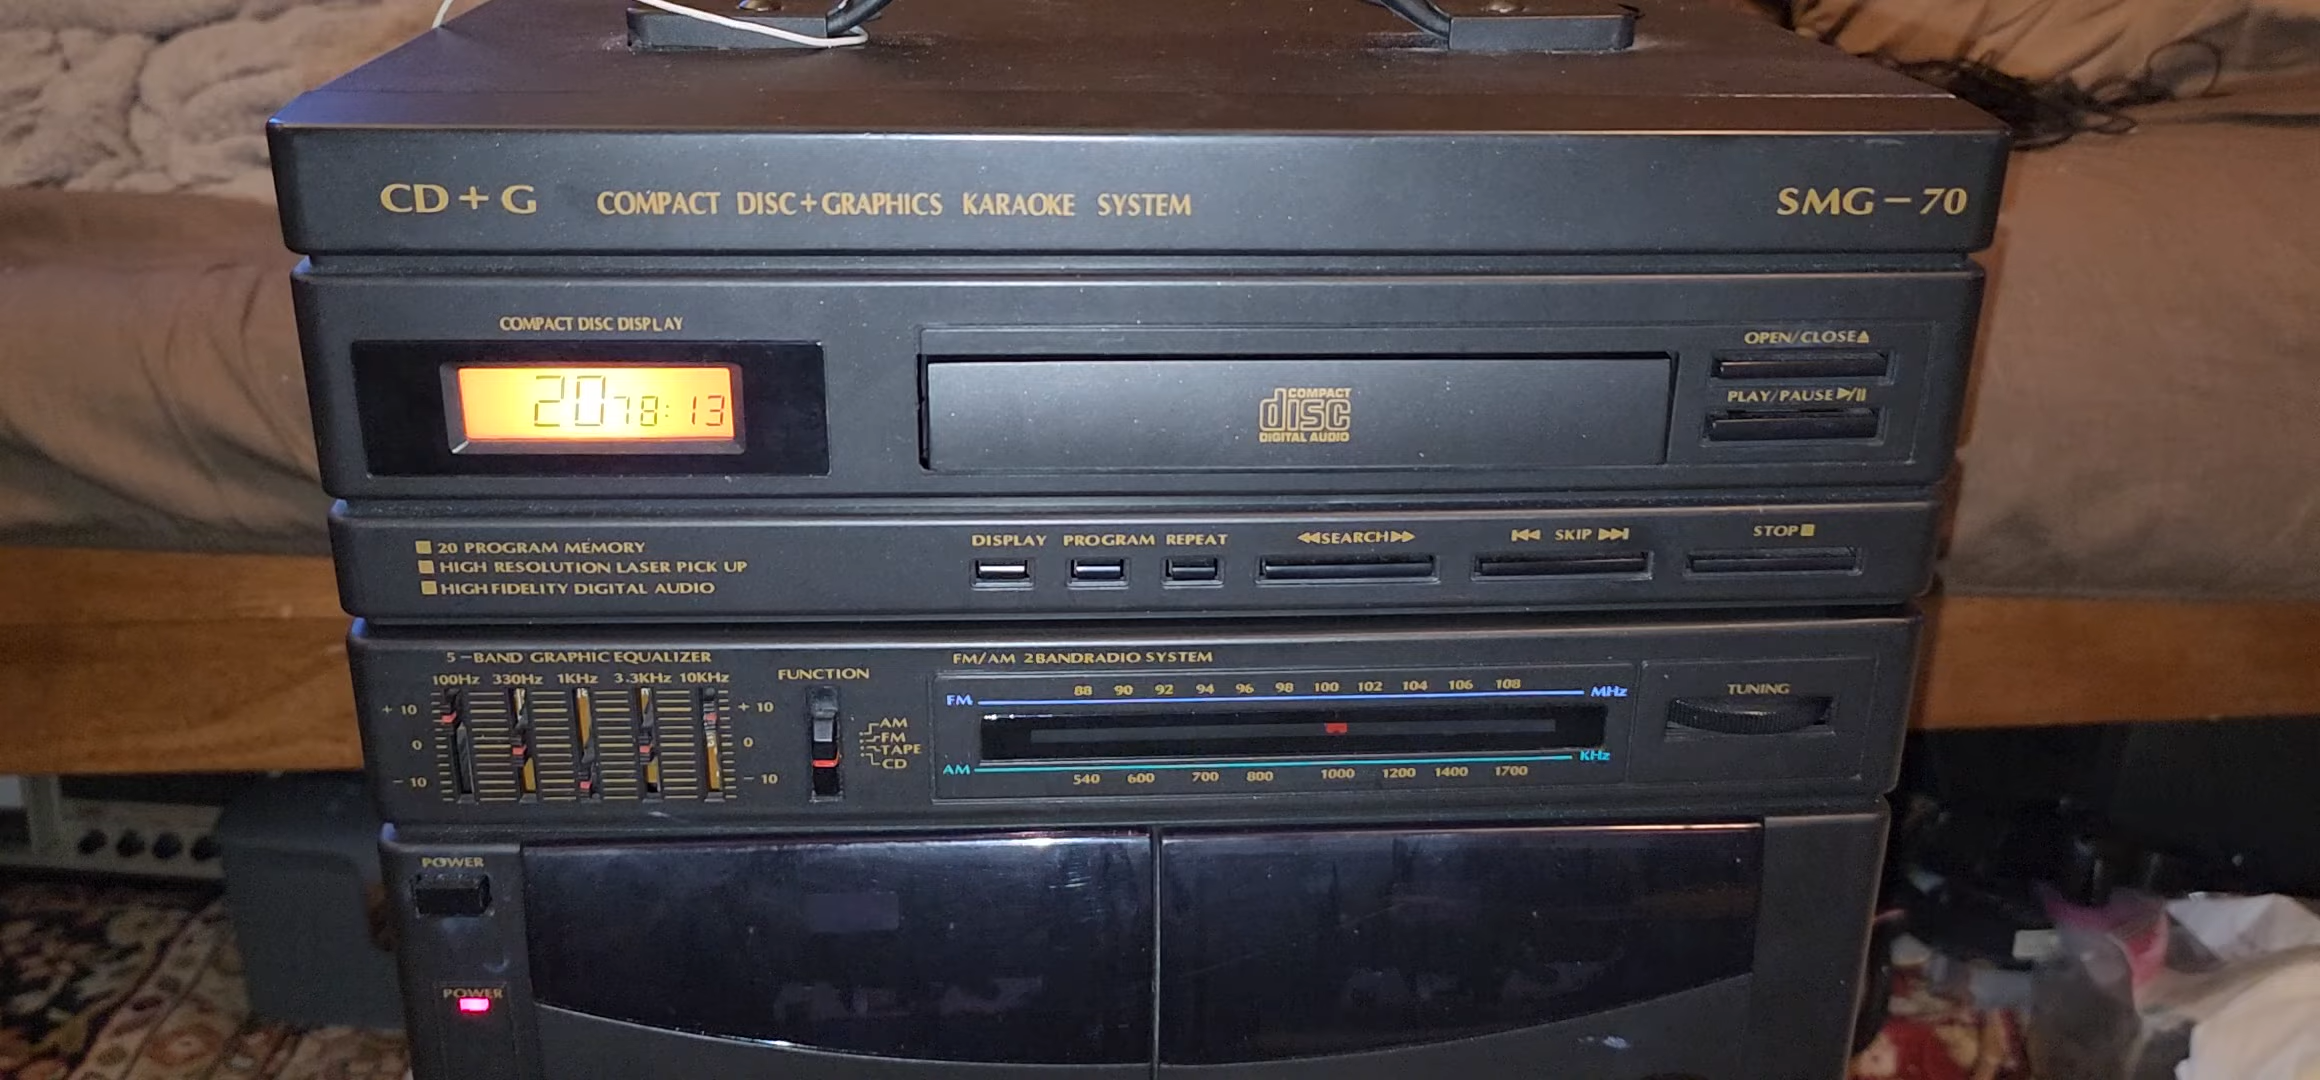 CD+G COMPACT DISC+GRAPHICS KARAOKE SYSTEM SMG-70
COMPACT DISC DISPLAY
20 78:13
COMPACT
disc
DIGITAL AUDIO
OPEN/CLOSE▲
PLAY/PAUSE▶/II
■ 20 PROGRAM MEMORY
■ HIGH RESOLUTION LASER PICK UP
■ HIGH FIDELITY DIGITAL AUDIO
DISPLAY PROGRAM REPEAT ◀◀SEARCH▶▶ I◀◀ SKIP ▶▶I STOP■
5-BAND GRAPHIC EQUALIZER
100Hz 330Hz 1KHz 3.3KHz 10KHz
+ 10 + 10
0 0
- 10 - 10
FUNCTION
AM
FM
TAPE
CD
FM/AM 2BANDRADIO SYSTEM
88 90 92 94 96 98 100 102 104 106 108
FM MHz
AM KHz
540 600 700 800 1000 1200 1400 1700
TUNING
POWER
POWER